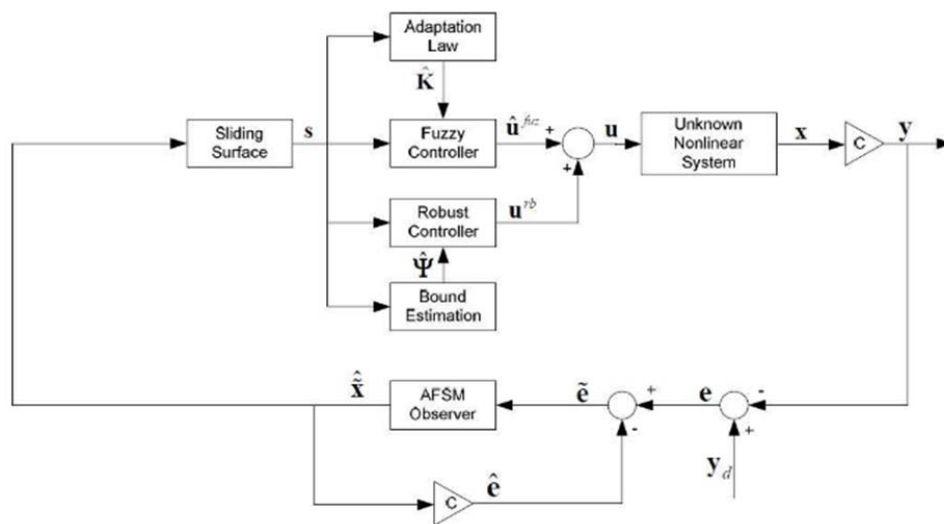 Adaptation
Law
K̂
Sliding
Surface
s
Fuzzy
Controller
û^fuz
+
+
u
Unknown
Nonlinear
System
x
C
y
Robust
Controller
u^rb
Ψ̂
Bound
Estimation
x̃̂
AFSM
Observer
ẽ
+
-
e
-
+
y_d
C
ê